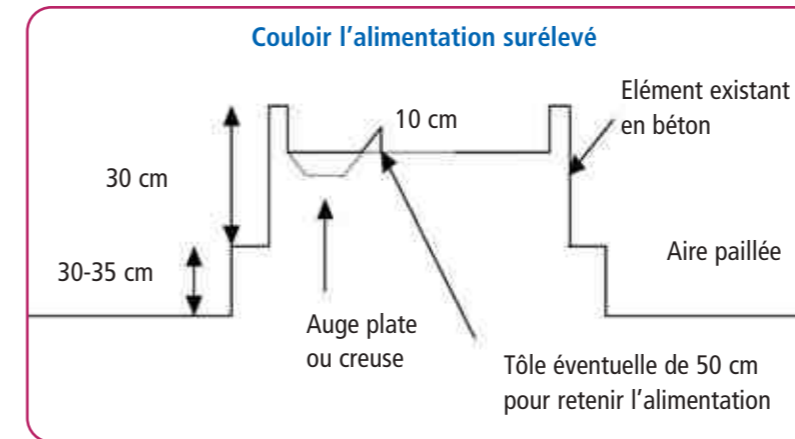 Couloir l’alimentation surélevé
Elément existant
en béton
10 cm
30 cm
30-35 cm
Aire paillée
Auge plate
ou creuse
Tôle éventuelle de 50 cm
pour retenir l’alimentation